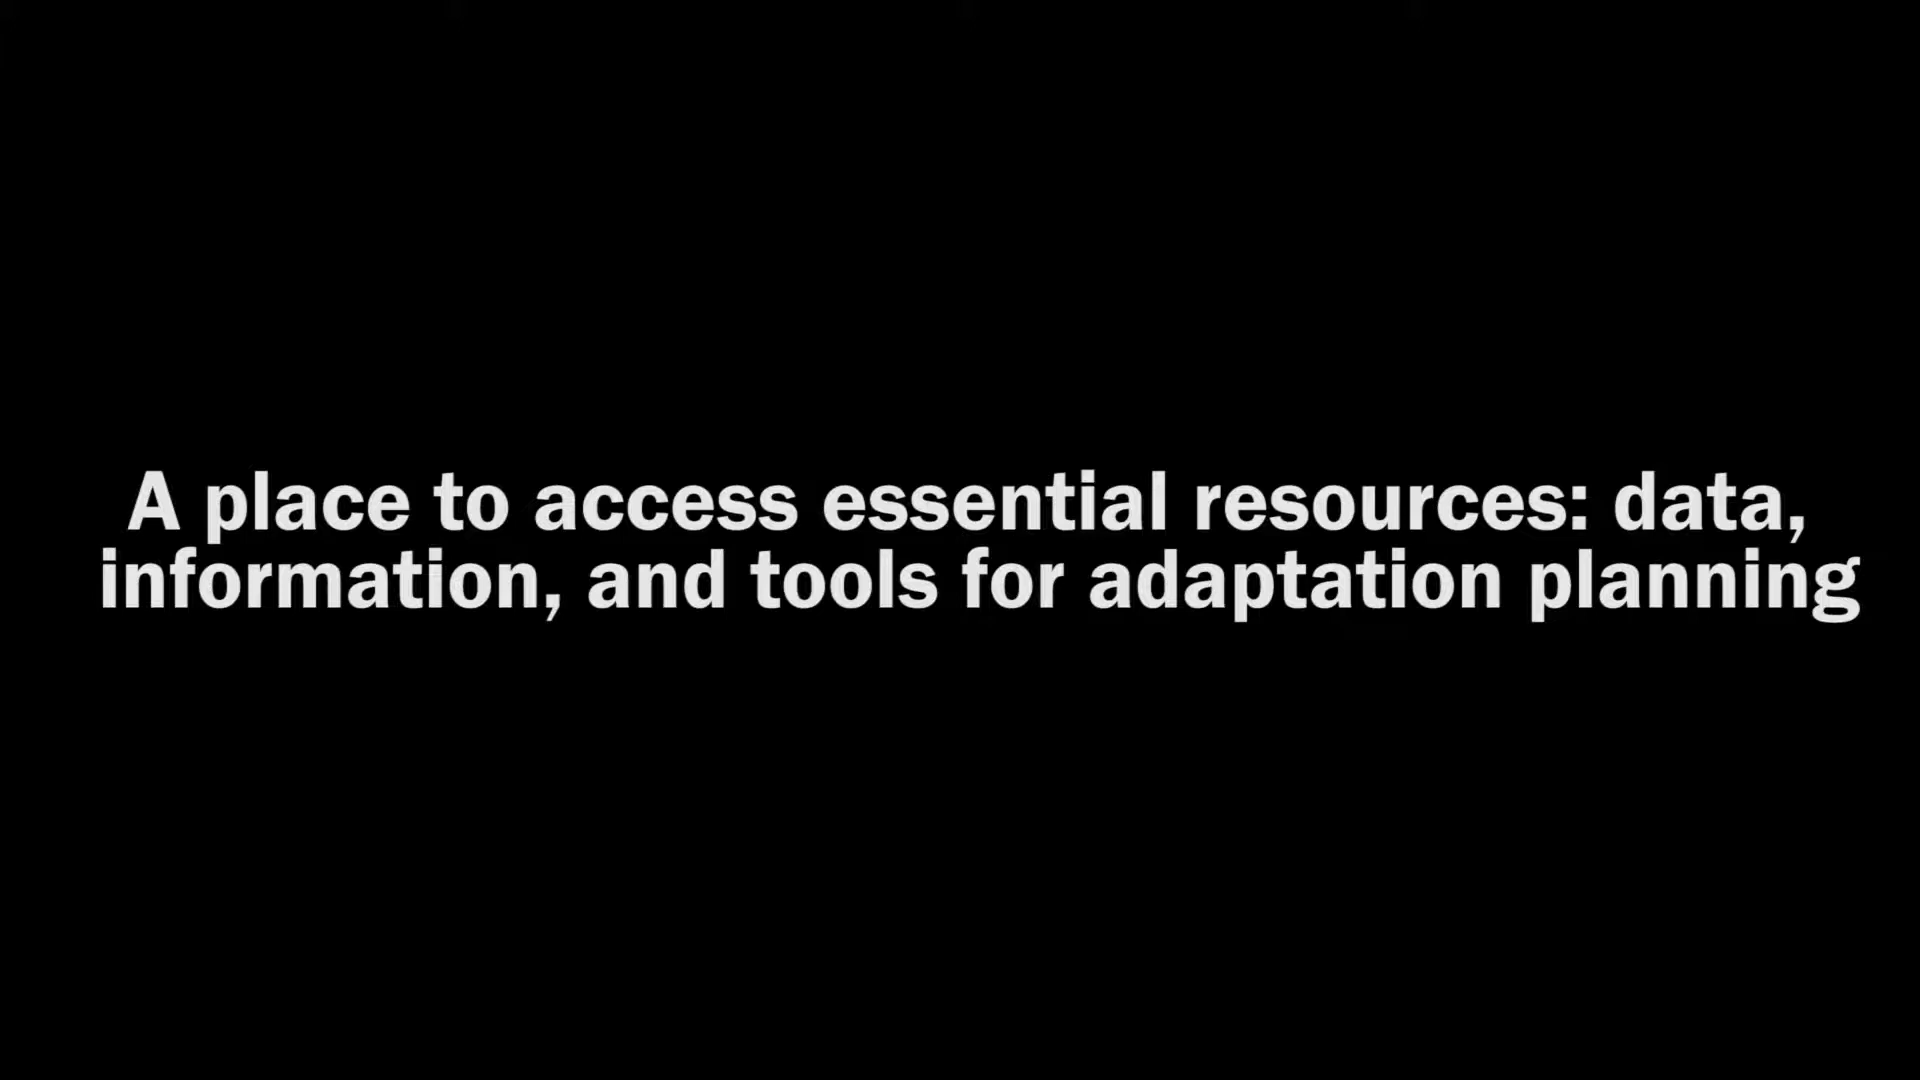 A place to access essential resources: data,
information, and tools for adaptation planning